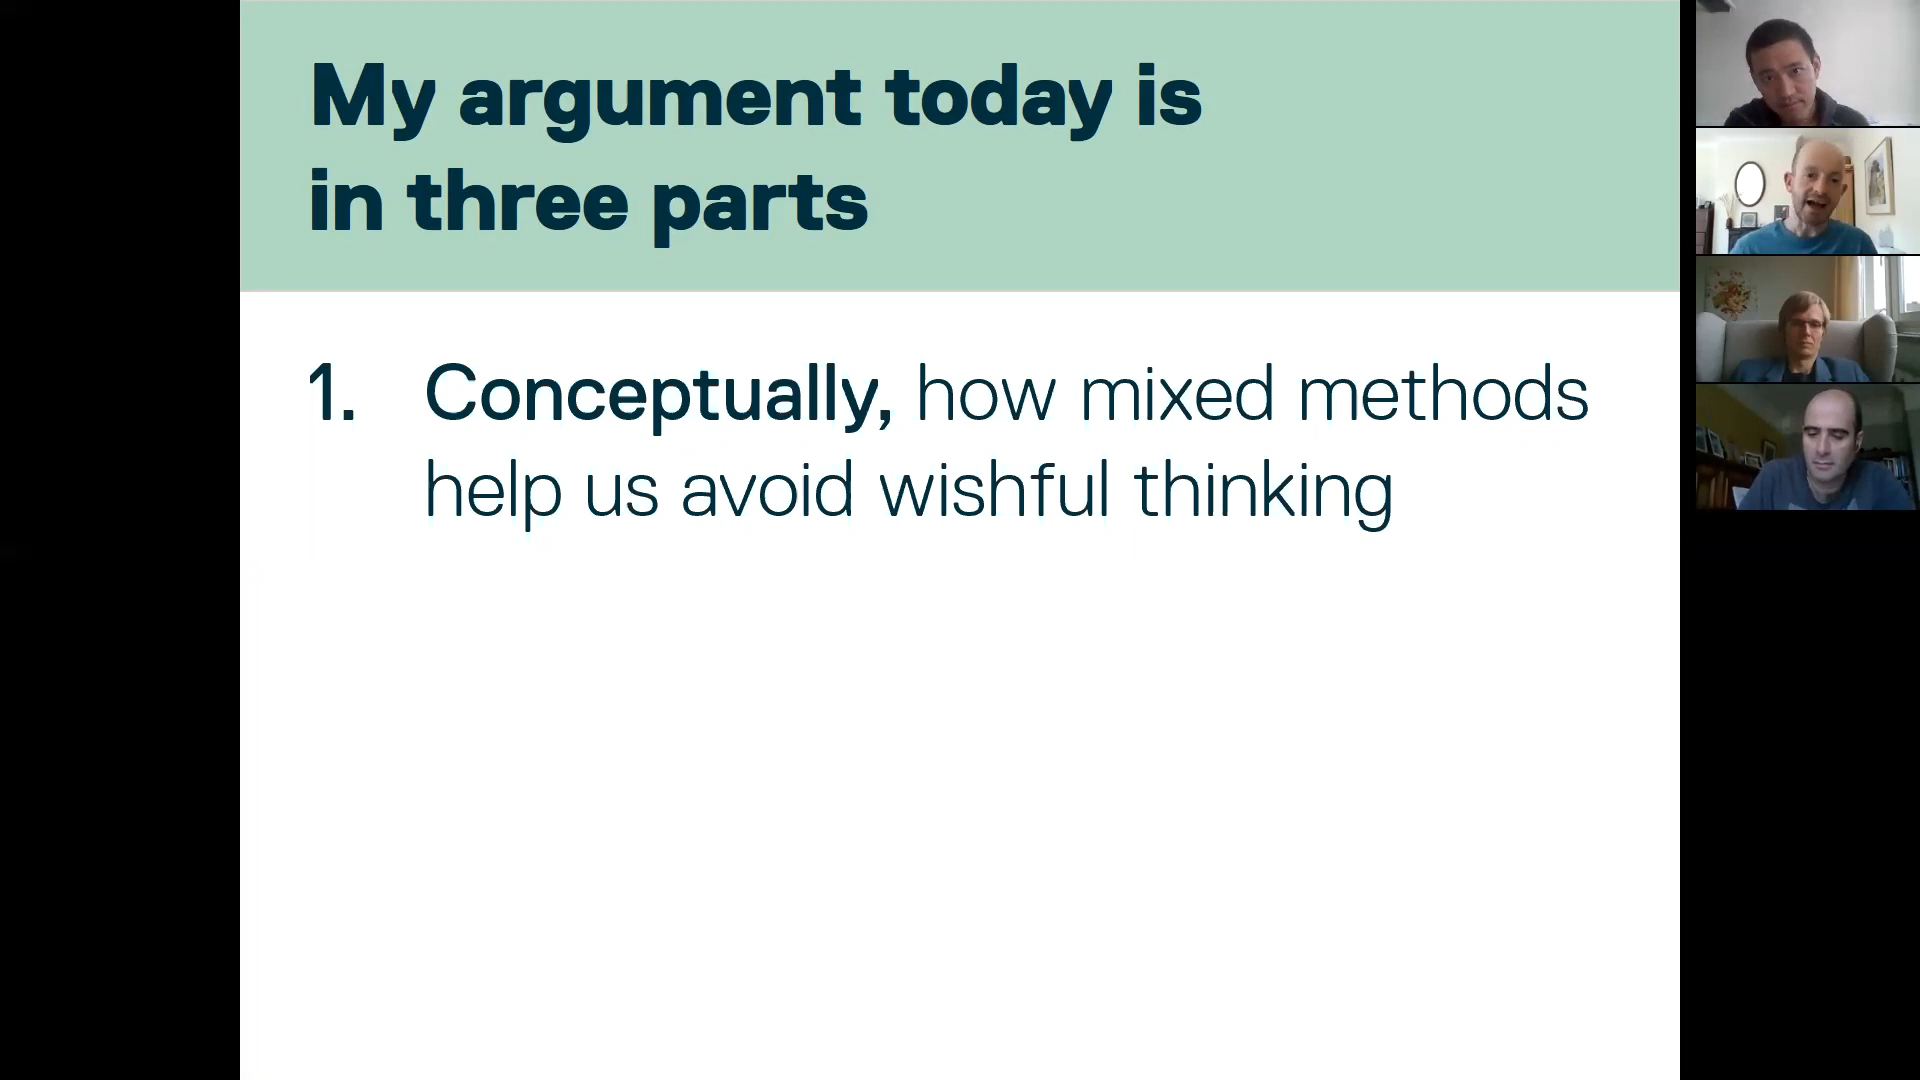 My argument today is
in three parts
1. Conceptually, how mixed methods
help us avoid wishful thinking